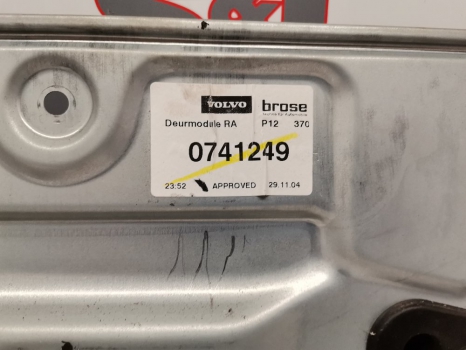 VOLVO brose
Deurmodule RA P12 370
0741249
23:52 APPROVED 29.11.04